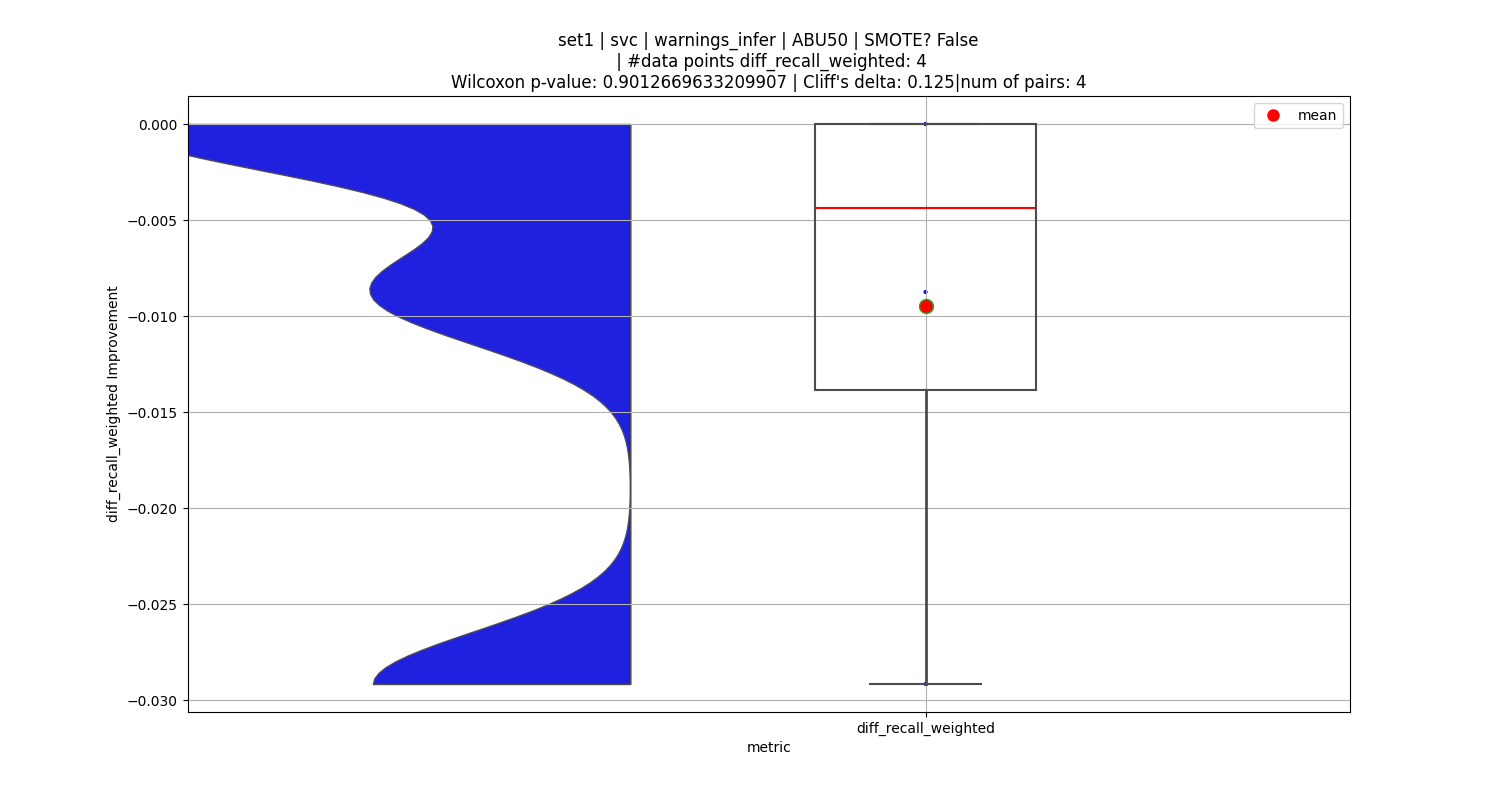 set1 | svc | warnings_infer | ABU50 | SMOTE? False
| #data points diff_recall_weighted: 4
Wilcoxon p-value: 0.9012669633209907 | Cliff's delta: 0.125|num of pairs: 4
mean
0.000
−0.005
−0.010
−0.015
−0.020
−0.025
−0.030
diff_recall_weighted Improvement
diff_recall_weighted
metric